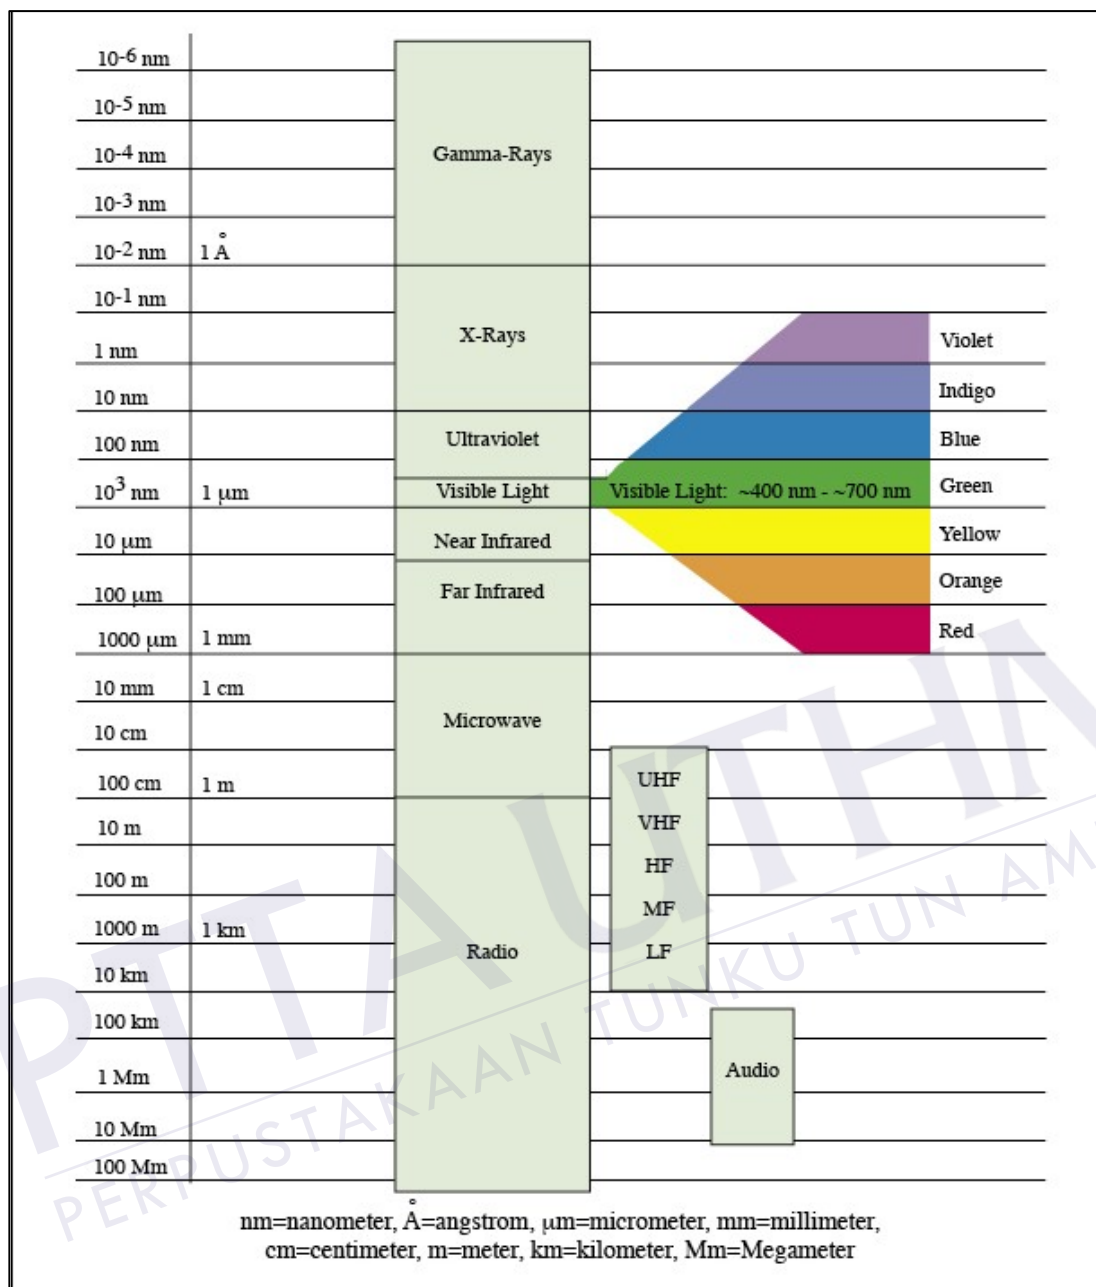 10-6 nm
10-5 nm
10-4 nm
Gamma-Rays
10-3 nm
10-2 nm 1 Å
10-1 nm
X-Rays
Violet
1 nm
Indigo
10 nm
Ultraviolet
Blue
100 nm
10³ nm 1 μm
Visible Light
Visible Light: ~400 nm - ~700 nm
Green
Yellow
10 μm
Near Infrared
Orange
100 μm
Far Infrared
Red
1000 μm 1 mm
10 mm 1 cm
Microwave
10 cm
100 cm 1 m
UHF
10 m
VHF
HF
100 m
MF
1000 m 1 km
Radio
LF
10 km
100 km
Audio
1 Mm
10 Mm
100 Mm
nm=nanometer, Å=angstrom, μm=micrometer, mm=millimeter,
cm=centimeter, m=meter, km=kilometer, Mm=Megameter
PTTA UTHM
PERPUSTAKAAN TUNKU TUN AM